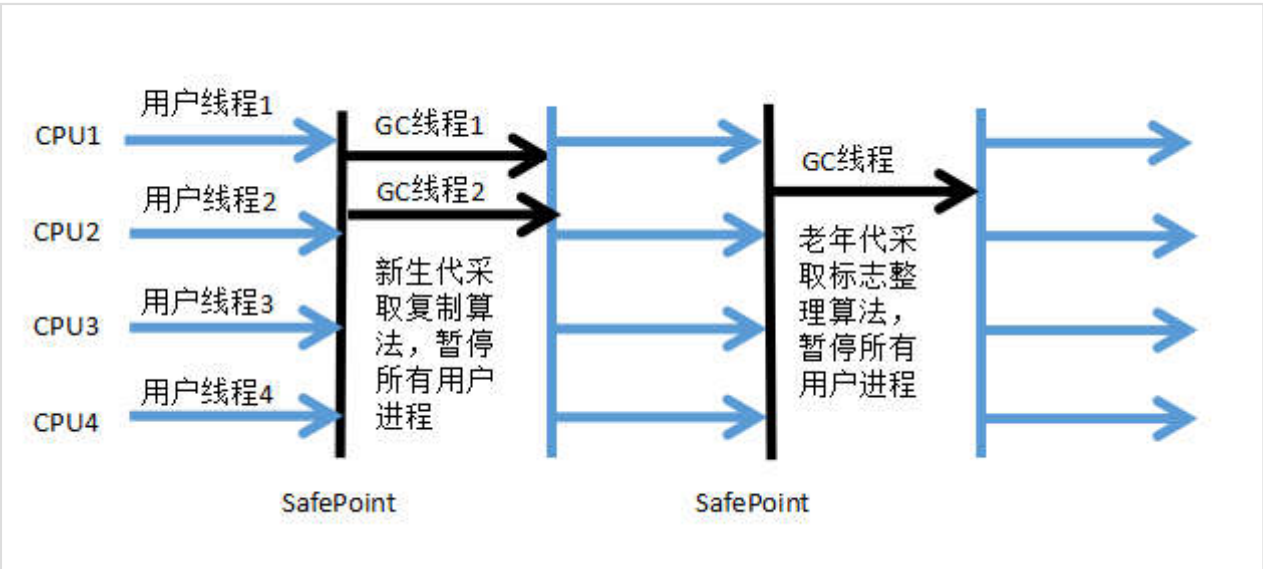 用户线程1
CPU1
GC线程1
GC线程
用户线程2
CPU2
GC线程2
新生代采
取复制算
法，暂停
所有用户
进程
老年代采
取标志整
理算法，
暂停所有
用户进程
用户线程3
CPU3
用户线程4
CPU4
SafePoint
SafePoint